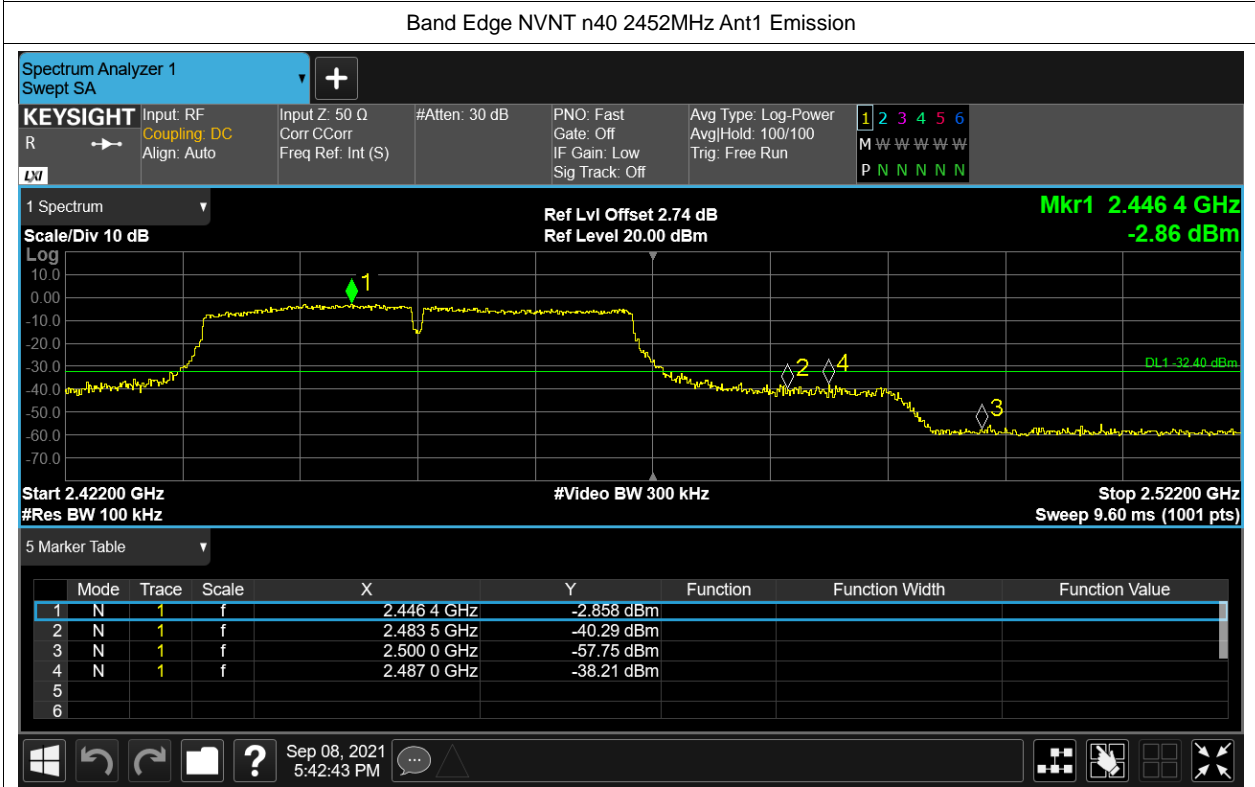 Band Edge NVNT n40 2452MHz Ant1 Emission
Spectrum Analyzer 1
Swept SA
KEYSIGHT Input: RF Input Z: 50 Ω #Atten: 30 dB PNO: Fast Avg Type: Log-Power 1 2 3 4 5 6
R Coupling: DC Corr CCorr Gate: Off Avg|Hold: 100/100 M W W W W W
Align: Auto Freq Ref: Int (S) IF Gain: Low Trig: Free Run
LXI Sig Track: Off P N N N N N
1 Spectrum Ref Lvl Offset 2.74 dB Mkr1 2.446 4 GHz
Scale/Div 10 dB Ref Level 20.00 dBm -2.86 dBm
Log
10.0
0.00
-10.0
-20.0
-30.0
-40.0
-50.0
-60.0
-70.0
1
2
4
3
DL1 -32.40 dBm
Start 2.42200 GHz #Video BW 300 kHz Stop 2.52200 GHz
#Res BW 100 kHz Sweep 9.60 ms (1001 pts)
5 Marker Table
Mode Trace Scale X Y Function Function Width Function Value
1 N 1 f 2.446 4 GHz -2.858 dBm
2 N 1 f 2.483 5 GHz -40.29 dBm
3 N 1 f 2.500 0 GHz -57.75 dBm
4 N 1 f 2.487 0 GHz -38.21 dBm
5
6
? Sep 08, 2021
5:42:43 PM